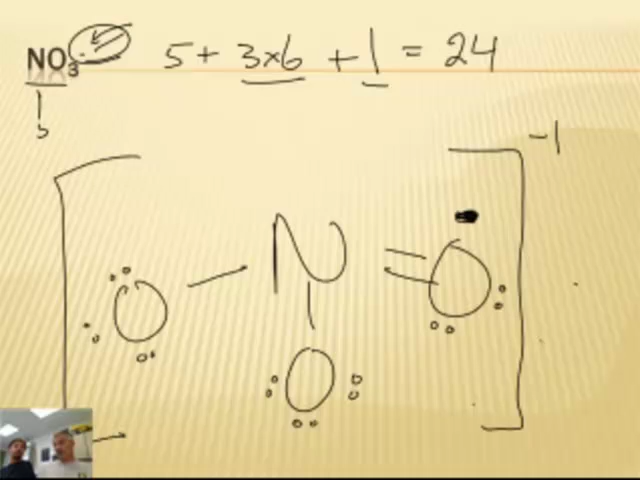 NO3 - 5 + 3x6 + 1 = 24
5
-1
N
O - = O
O